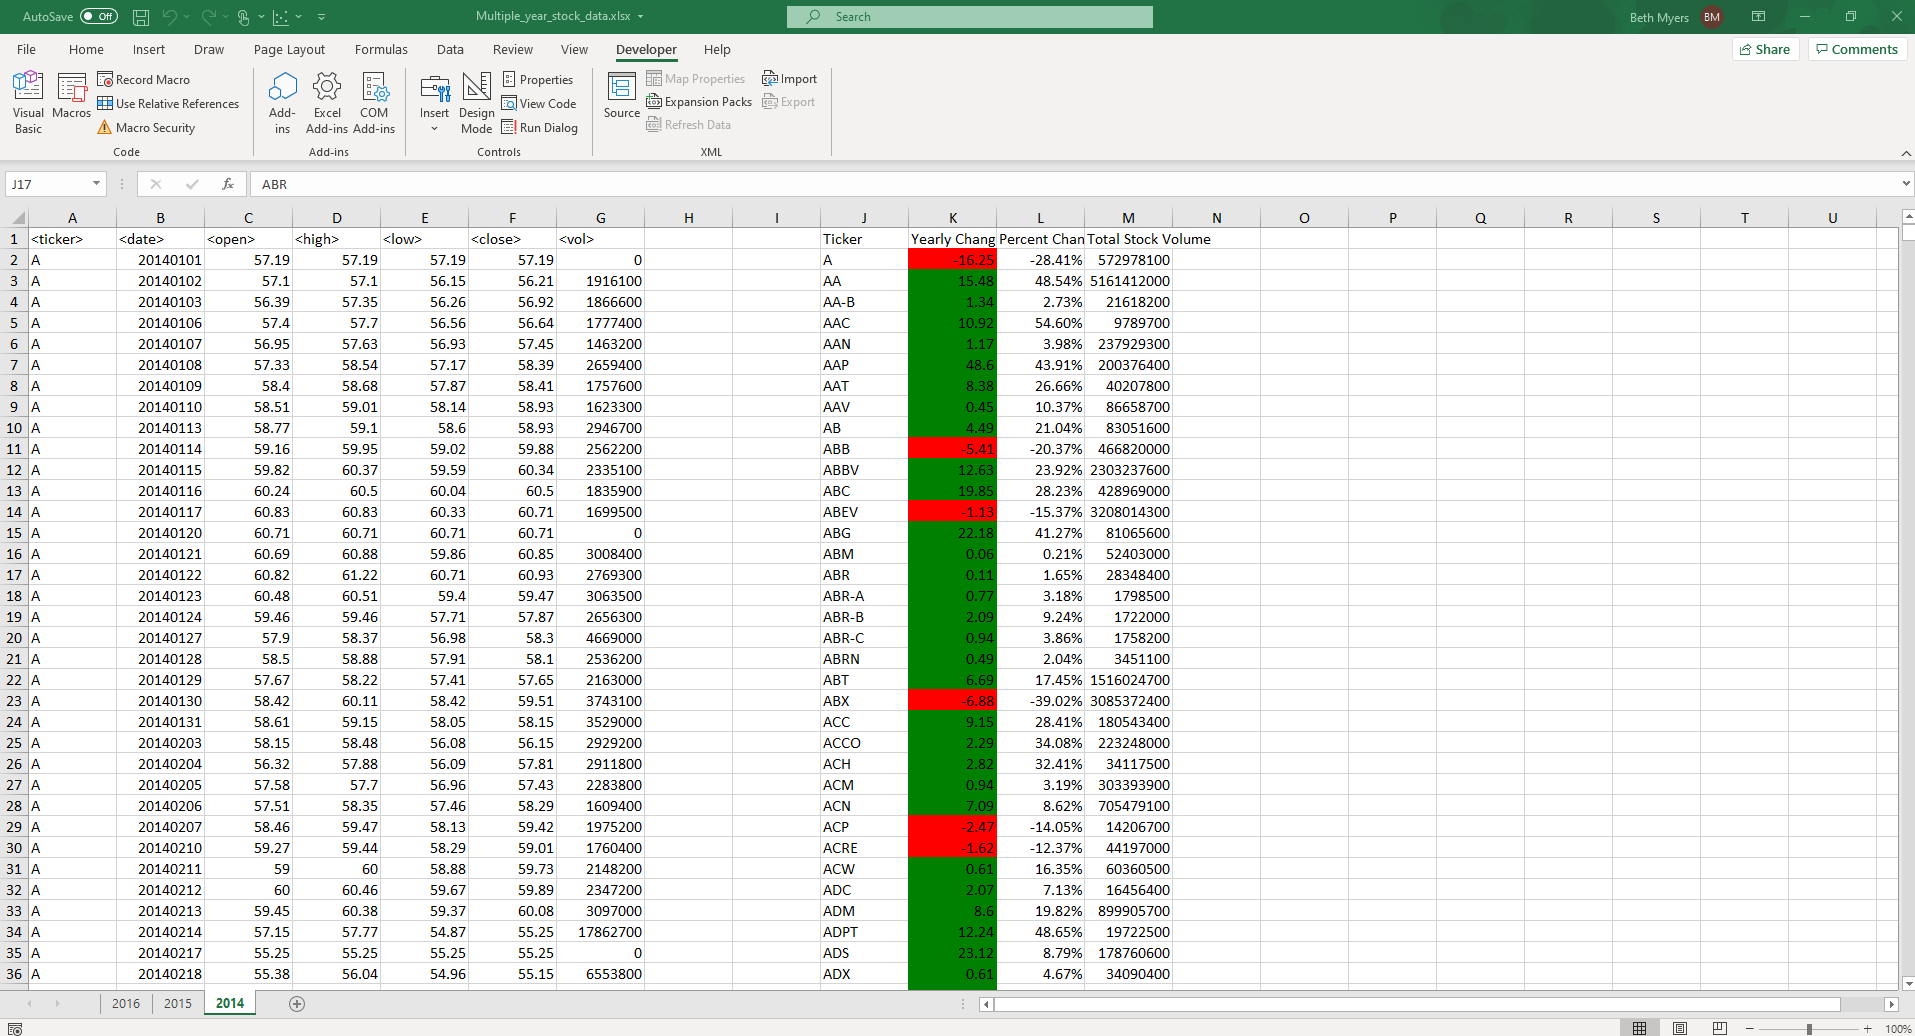 AutoSave Off Multiple_year_stock_data.xlsx Search Beth Myers BM
File Home Insert Draw Page Layout Formulas Data Review View Developer Help Share Comments
Visual Basic Macros Record Macro Use Relative References Macro Security
Add-ins Excel Add-ins COM Add-ins
Insert Design Mode Properties View Code Run Dialog
Source Map Properties Expansion Packs Refresh Data Import Export
Code Add-ins Controls XML
J17 fx ABR
A B C D E F G H I J K L M N O P Q R S T U
1 <ticker> <date> <open> <high> <low> <close> <vol> Ticker Yearly Chang Percent Chan Total Stock Volume
2 A 20140101 57.19 57.19 57.19 57.19 0 A -16.25 -28.41% 572978100
3 A 20140102 57.1 57.1 56.15 56.21 1916100 AA 15.48 48.54% 5161412000
4 A 20140103 56.39 57.35 56.26 56.92 1866600 AA-B 1.34 2.73% 21618200
5 A 20140106 57.4 57.7 56.56 56.64 1777400 AAC 10.92 54.60% 9789700
6 A 20140107 56.95 57.63 56.93 57.45 1463200 AAN 1.17 3.98% 237929300
7 A 20140108 57.33 58.54 57.17 58.39 2659400 AAP 48.6 43.91% 200376400
8 A 20140109 58.4 58.68 57.87 58.41 1757600 AAT 8.38 26.66% 40207800
9 A 20140110 58.51 59.01 58.14 58.93 1623300 AAV 0.45 10.37% 86658700
10 A 20140113 58.77 59.1 58.6 58.93 2946700 AB 4.49 21.04% 83051600
11 A 20140114 59.16 59.95 59.02 59.88 2562200 ABB -5.41 -20.37% 466820000
12 A 20140115 59.82 60.37 59.59 60.34 2335100 ABBV 12.63 23.92% 2303237600
13 A 20140116 60.24 60.5 60.04 60.5 1835900 ABC 19.85 28.23% 428969000
14 A 20140117 60.83 60.83 60.33 60.71 1699500 ABEV -1.13 -15.37% 3208014300
15 A 20140120 60.71 60.71 60.71 60.71 0 ABG 22.18 41.27% 81065600
16 A 20140121 60.69 60.88 59.86 60.85 3008400 ABM 0.06 0.21% 52403000
17 A 20140122 60.82 61.22 60.71 60.93 2769300 ABR 0.11 1.65% 28348400
18 A 20140123 60.48 60.51 59.4 59.47 3063500 ABR-A 0.77 3.18% 1798500
19 A 20140124 59.46 59.46 57.71 57.87 2656300 ABR-B 2.09 9.24% 1722000
20 A 20140127 57.9 58.37 56.98 58.3 4669000 ABR-C 0.94 3.86% 1758200
21 A 20140128 58.5 58.88 57.91 58.1 2536200 ABRN 0.49 2.04% 3451100
22 A 20140129 57.67 58.22 57.41 57.65 2163000 ABT 6.69 17.45% 1516024700
23 A 20140130 58.42 60.11 58.42 59.51 3743100 ABX -6.88 -39.02% 3085372400
24 A 20140131 58.61 59.15 58.05 58.15 3529000 ACC 9.15 28.41% 180543400
25 A 20140203 58.15 58.48 56.08 56.15 2929200 ACCO 2.29 34.08% 223248000
26 A 20140204 56.32 57.88 56.09 57.81 2911800 ACH 2.82 32.41% 34117500
27 A 20140205 57.58 57.7 56.96 57.43 2283800 ACM 0.94 3.19% 303393900
28 A 20140206 57.51 58.35 57.46 58.29 1609400 ACN 7.09 8.62% 705479100
29 A 20140207 58.46 59.47 58.13 59.42 1975200 ACP -2.47 -14.05% 14206700
30 A 20140210 59.27 59.44 58.29 59.01 1760400 ACRE -1.62 -12.37% 44197000
31 A 20140211 59 60 58.88 59.73 2148200 ACW 0.61 16.35% 60360500
32 A 20140212 60 60.46 59.67 59.89 2347200 ADC 2.07 7.13% 16456400
33 A 20140213 59.45 60.38 59.37 60.08 3097000 ADM 8.6 19.82% 899905700
34 A 20140214 57.15 57.77 54.87 55.25 17862700 ADPT 12.24 48.65% 19722500
35 A 20140217 55.25 55.25 55.25 55.25 0 ADS 23.12 8.79% 178760600
36 A 20140218 55.38 56.04 54.96 55.15 6553800 ADX 0.61 4.67% 34090400
2016 2015 2014
100%